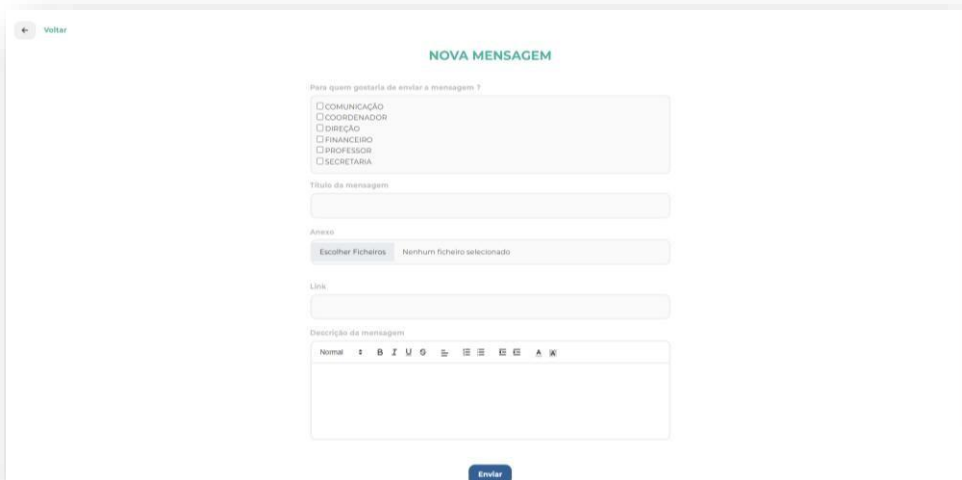 Voltar
NOVA MENSAGEM
Para quem gostaria de enviar a mensagem ?
COMUNICAÇÃO
COORDENADOR
DIREÇÃO
FINANCEIRO
PROFESSOR
SECRETARIA
Título da mensagem
Anexo
Escolher Ficheiros Nenhum ficheiro selecionado
Link
Descrição da mensagem
Normal B I U S A A
Enviar